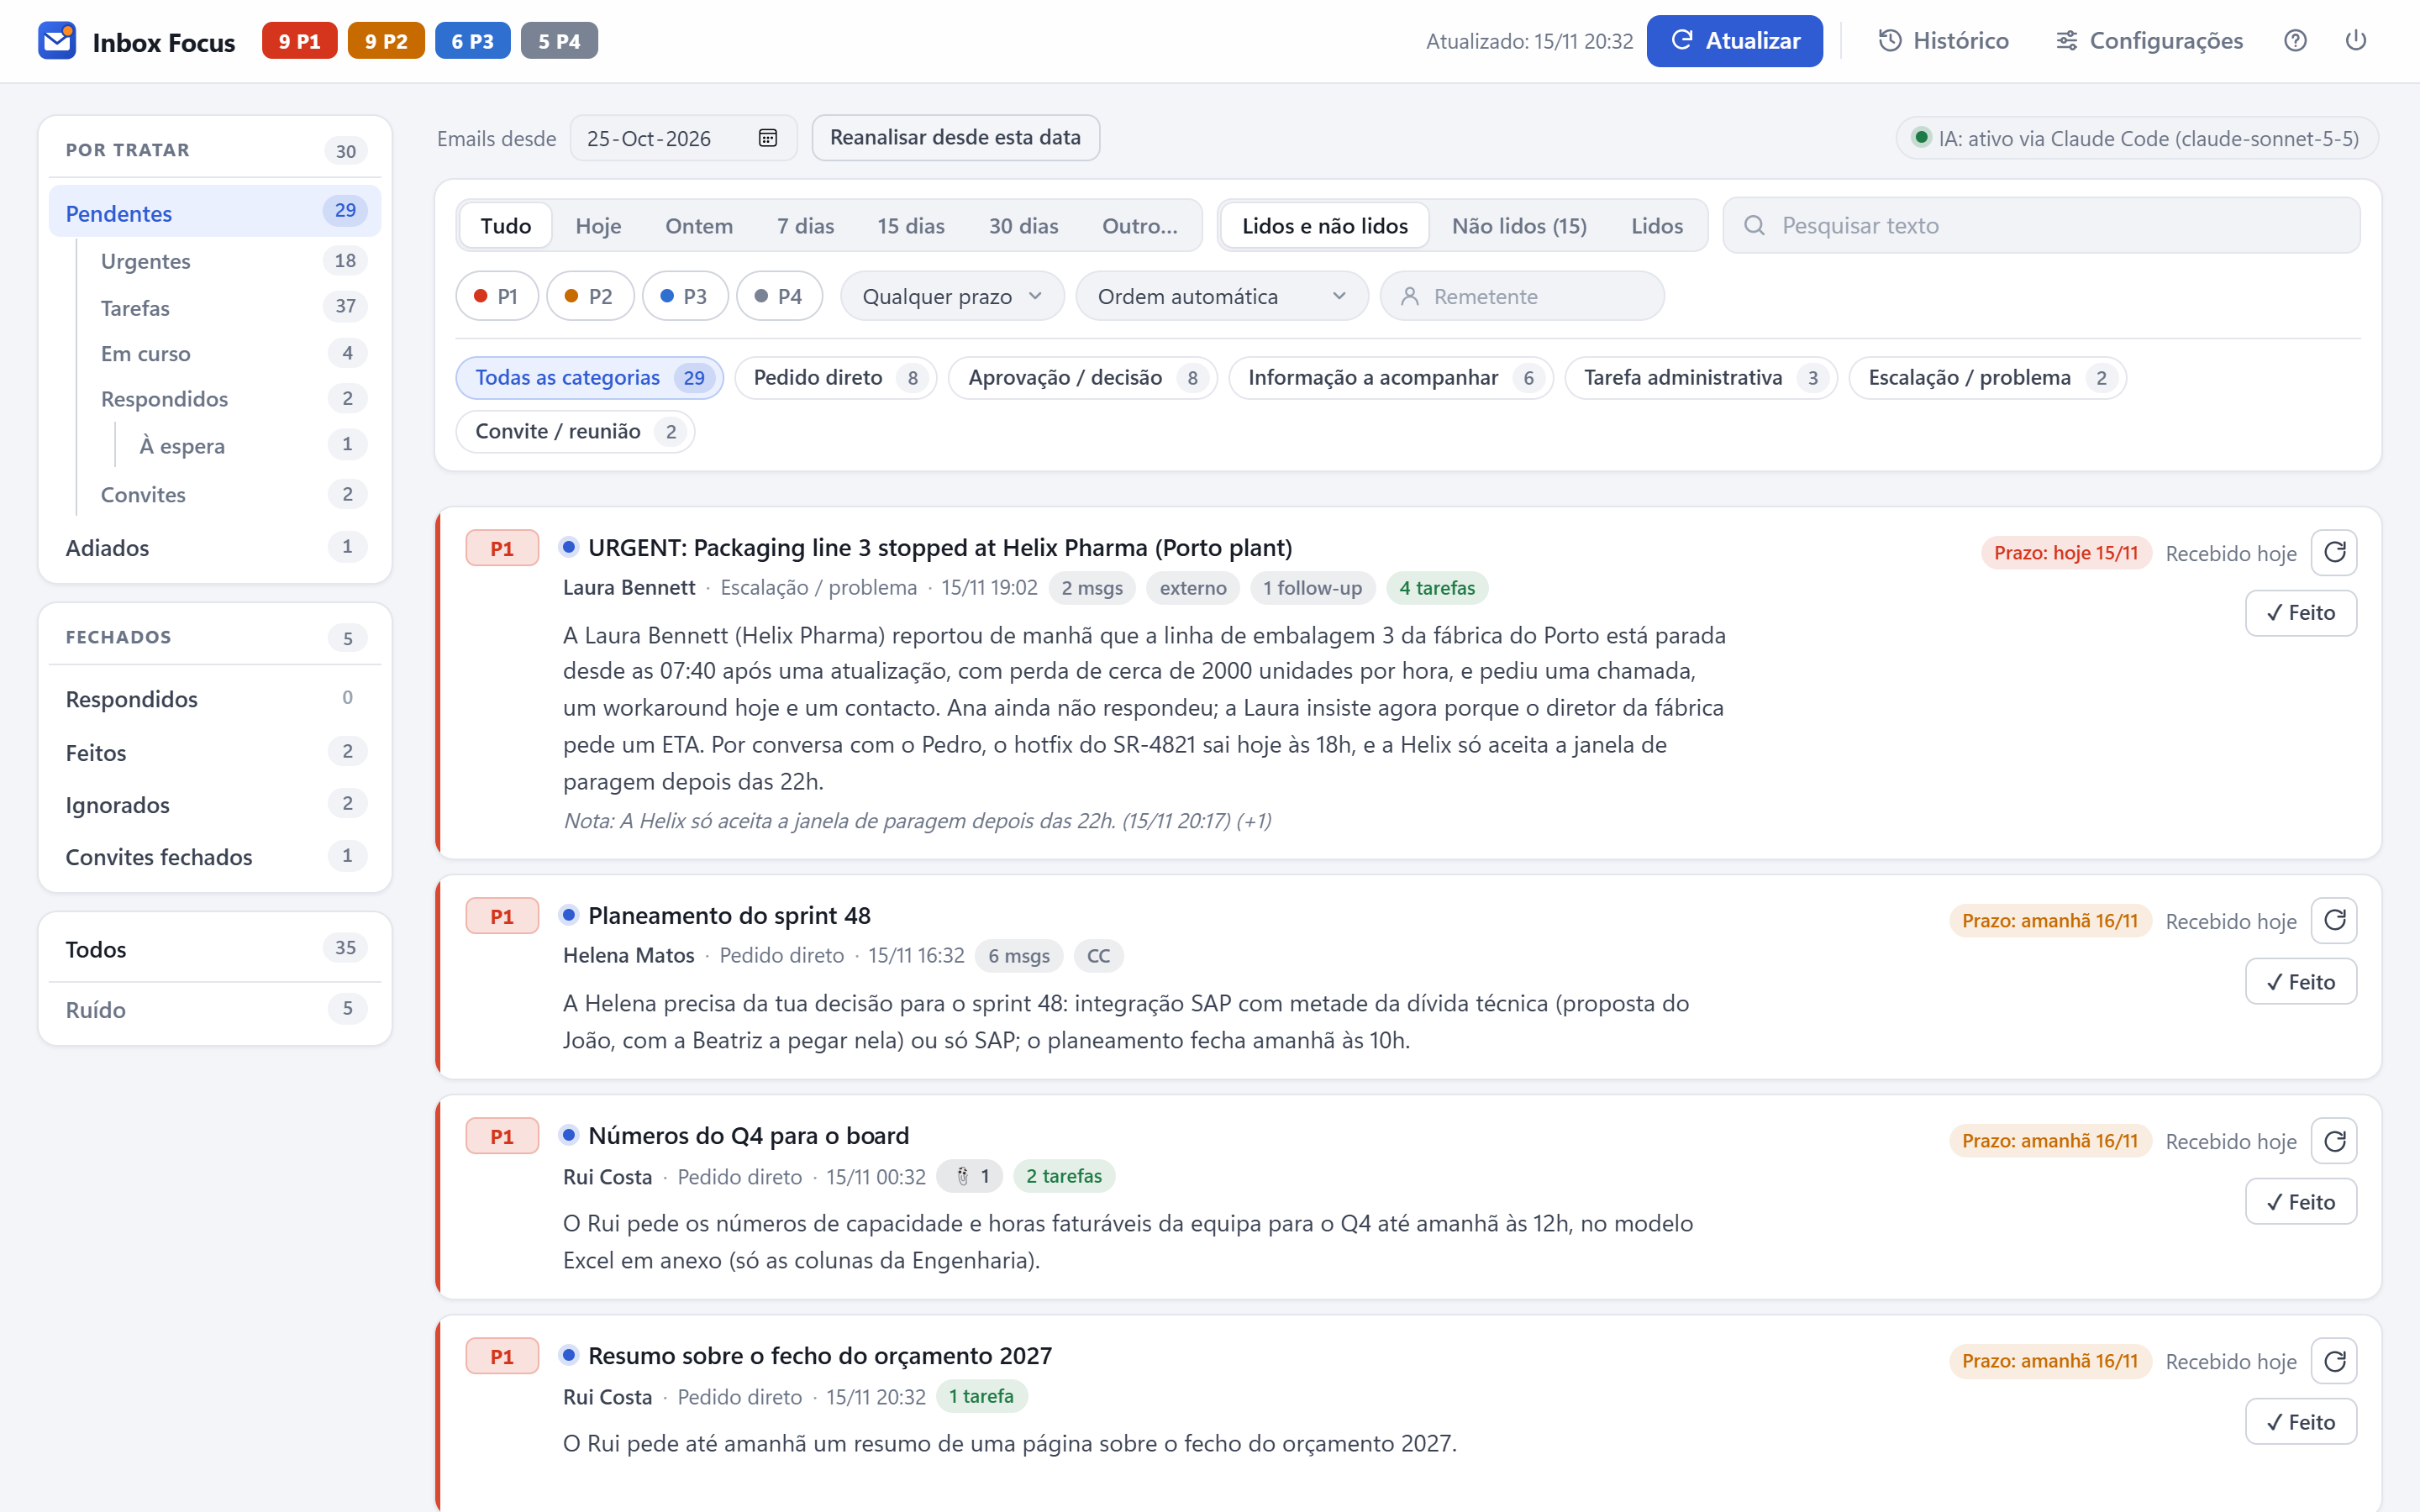 Inbox Focus 9 P1 9 P2 6 P3 5 P4 Atualizado: 15/11 20:32 Atualizar Histórico Configurações
POR TRATAR 30
Pendentes 29
Urgentes 18
Tarefas 37
Em curso 4
Respondidos 2
À espera 1
Convites 2
Adiados 1
FECHADOS 5
Respondidos 0
Feitos 2
Ignorados 2
Convites fechados 1
Todos 35
Ruído 5
Emails desde 25-Oct-2026 Reanalisar desde esta data IA: ativo via Claude Code (claude-sonnet-5-5)
Tudo Hoje Ontem 7 dias 15 dias 30 dias Outro... Lidos e não lidos Não lidos (15) Lidos Pesquisar texto
P1 P2 P3 P4 Qualquer prazo Ordem automática Remetente
Todas as categorias 29 Pedido direto 8 Aprovação / decisão 8 Informação a acompanhar 6 Tarefa administrativa 3 Escalação / problema 2
Convite / reunião 2
P1 URGENT: Packaging line 3 stopped at Helix Pharma (Porto plant) Prazo: hoje 15/11 Recebido hoje
Laura Bennett · Escalação / problema · 15/11 19:02 2 msgs externo 1 follow-up 4 tarefas
✓ Feito
A Laura Bennett (Helix Pharma) reportou de manhã que a linha de embalagem 3 da fábrica do Porto está parada
desde as 07:40 após uma atualização, com perda de cerca de 2000 unidades por hora, e pediu uma chamada,
um workaround hoje e um contacto. Ana ainda não respondeu; a Laura insiste agora porque o diretor da fábrica
pede um ETA. Por conversa com o Pedro, o hotfix do SR-4821 sai hoje às 18h, e a Helix só aceita a janela de
paragem depois das 22h.
Nota: A Helix só aceita a janela de paragem depois das 22h. (15/11 20:17) (+1)
P1 Planeamento do sprint 48 Prazo: amanhã 16/11 Recebido hoje
Helena Matos · Pedido direto · 15/11 16:32 6 msgs CC
✓ Feito
A Helena precisa da tua decisão para o sprint 48: integração SAP com metade da dívida técnica (proposta do
João, com a Beatriz a pegar nela) ou só SAP; o planeamento fecha amanhã às 10h.
P1 Números do Q4 para o board Prazo: amanhã 16/11 Recebido hoje
Rui Costa · Pedido direto · 15/11 00:32 1 2 tarefas
✓ Feito
O Rui pede os números de capacidade e horas faturáveis da equipa para o Q4 até amanhã às 12h, no modelo
Excel em anexo (só as colunas da Engenharia).
P1 Resumo sobre o fecho do orçamento 2027 Prazo: amanhã 16/11 Recebido hoje
Rui Costa · Pedido direto · 15/11 20:32 1 tarefa
✓ Feito
O Rui pede até amanhã um resumo de uma página sobre o fecho do orçamento 2027.